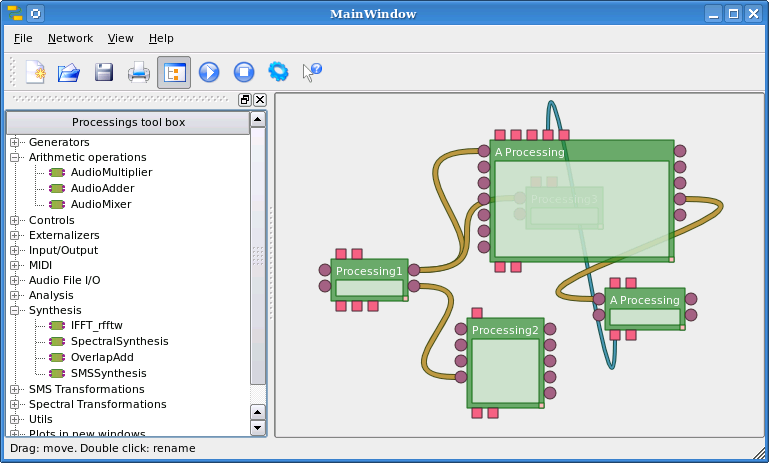 MainWindow
File Network View Help
Processings tool box
Generators
Arithmetic operations
AudioMultiplier
AudioAdder
AudioMixer
Controls
Externalizers
Input/Output
MIDI
Audio File I/O
Analysis
Synthesis
IFFT_rfftw
SpectralSynthesis
OverlapAdd
SMSSynthesis
SMS Transformations
Spectral Transformations
Utils
Plots in new windows
A Processing
Processing3
Processing1
A Processing
Processing2
Drag: move. Double click: rename